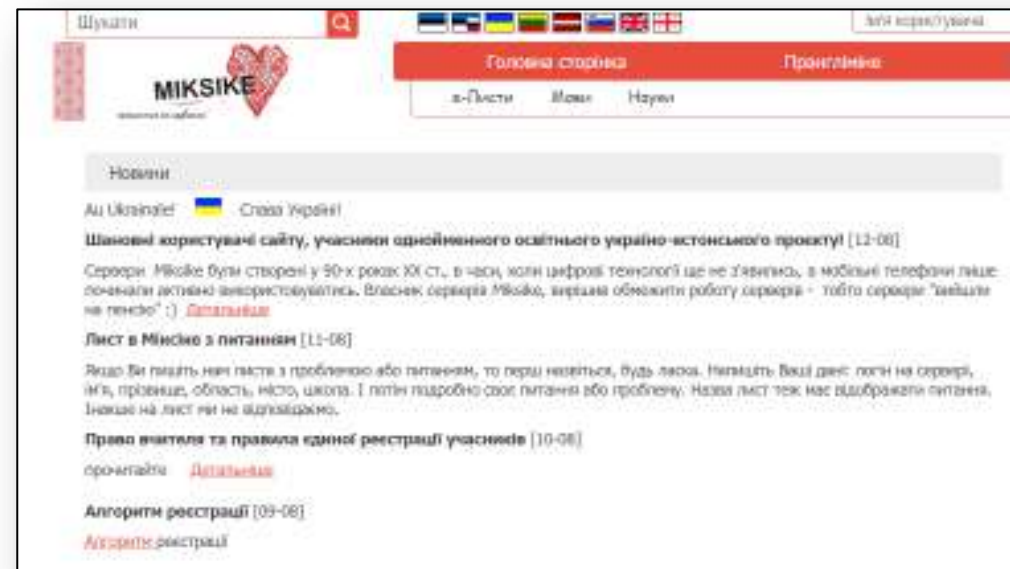 Шукати
Ім'я користувача
Головна сторінка Прангліміне
MIKSIKE
е-Листи Мови Науки
Новини
Au Ukrainale! Слава Україні!
Шановні користувачі сайту, учасники однойменного освітнього україно-естонського проєкту! [12-08]
Сервери Miksike були створені у 90-х роках ХХ ст., в часи, коли цифрові технології ще не з'явились, а мобільні телефони лише
починали активно використовуватись. Власник серверів Miksike, вирішив обмежити роботу серверів - тобто сервери "вийшли
на пенсію" :) Детальніше
Лист в Міксіке з питанням [11-08]
Якщо Ви пишіть нам листа з проблемою або питанням, то перш назвіться, будь ласка. Напишіть Ваші дані: логін на сервері,
ім'я, прізвище, область, місто, школа. І потім подробно своє питання або проблему. Назва лист теж має відображати питання.
Інакше на лист ми не відповідаємо.
Право вчителя та правила єдиної реєстрації учасників [10-08]
прочитайте Детальніше
Алгоритм реєстрації [09-08]
Алгоритм реєстрації